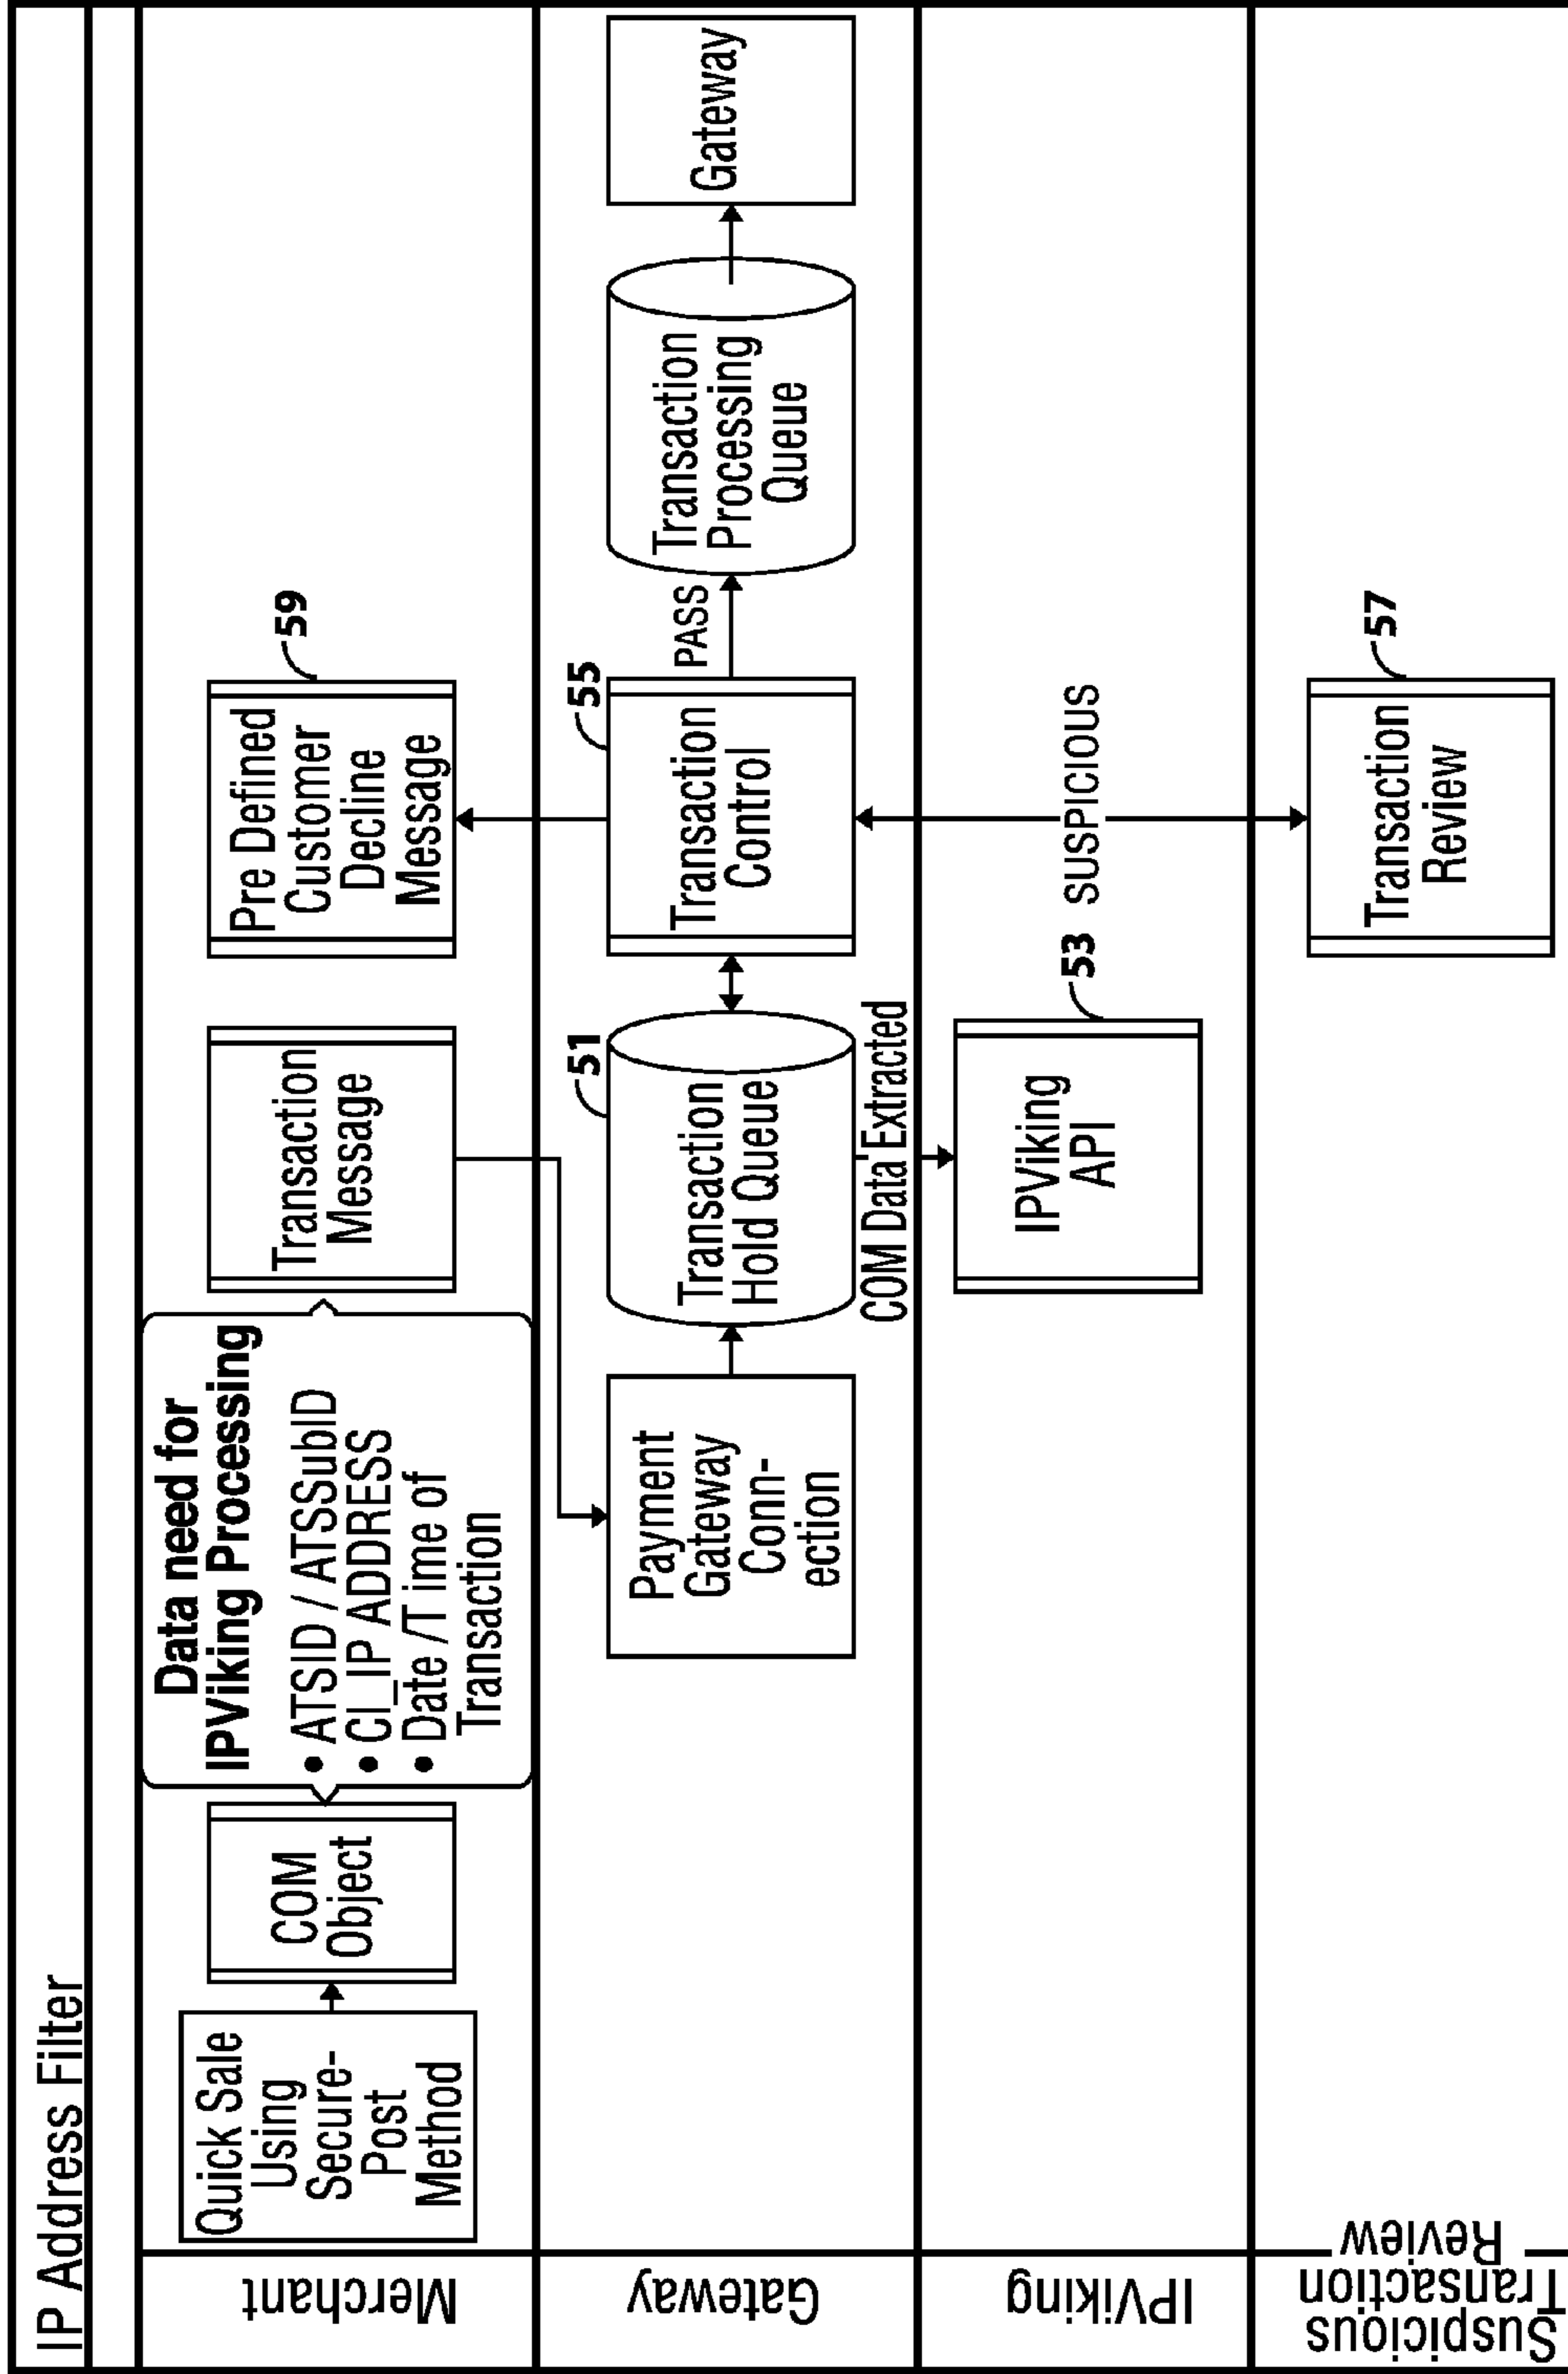 IP Address Filter
Merchant
Quick Sale
Using
Secure-
Post
Method
COM
Object
Data need for
IPViking Processing
• ATSID / ATSSubID
• CI_IP ADDRESS
• Date /T ime of
Transaction
Transaction
Message
Pre Defined
Customer
Decline
Message
59
Gateway
Payment
Gateway
Conn-
ection
Transaction
Hold Queue
51
COM Data Extracted
Transaction
Control
55
PASS
Transaction
Processing
Queue
Gateway
IPViking
IPViking
API
53
SUSPICIOUS
Suspicious
Transaction
Review
Transaction
Review
57